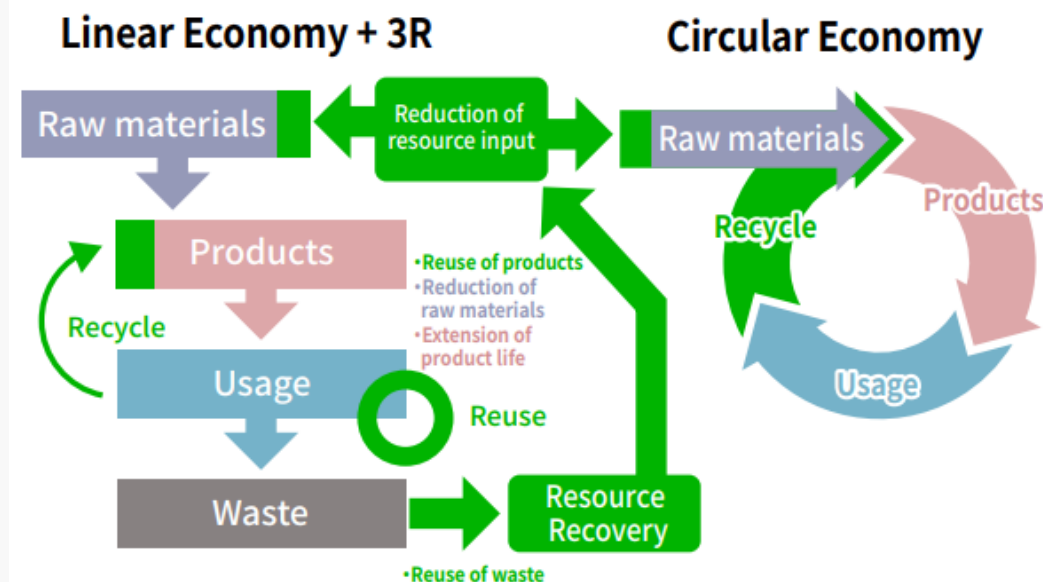 Linear Economy + 3R
Circular Economy
Raw materials
Reduction of
resource input
Raw materials
Products
Products
Recycle
•Reuse of products
•Reduction of
raw materials
•Extension of
product life
Recycle
Usage
Usage
Reuse
Waste
Resource
Recovery
•Reuse of waste